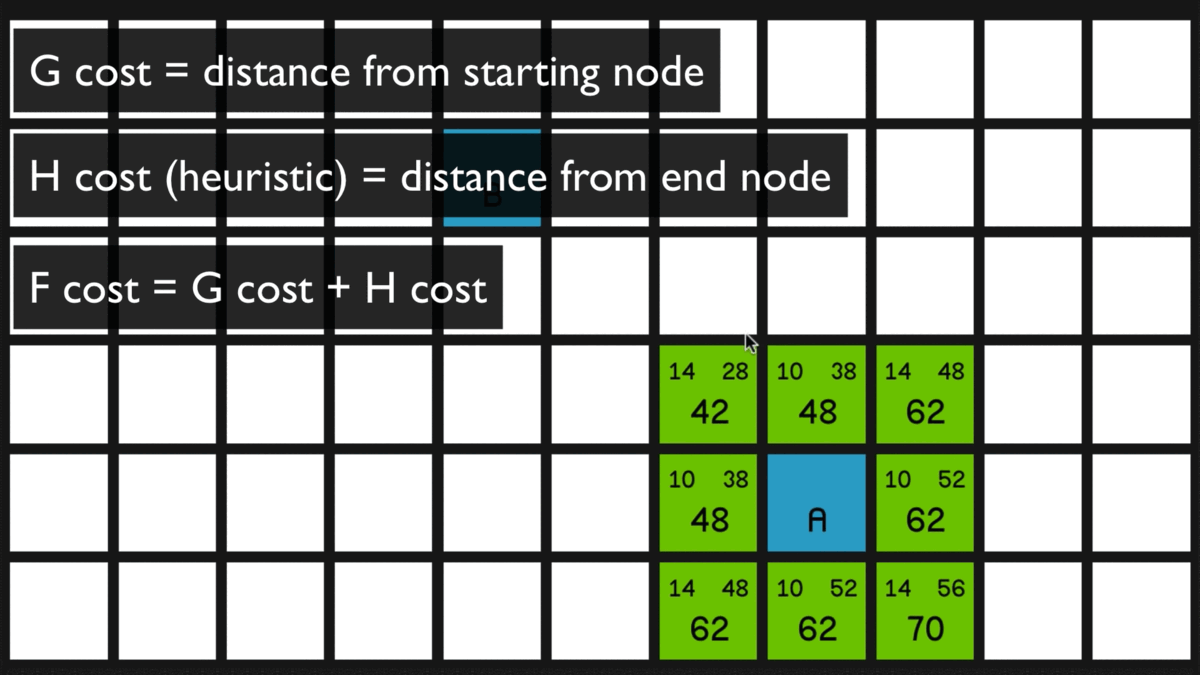 G cost = distance from starting node
H cost (heuristic) = distance from end node
B
F cost = G cost + H cost
14 28 10 38 14 48
42 48 62
10 38 10 52
48 A 62
14 48 10 52 14 56
62 62 70